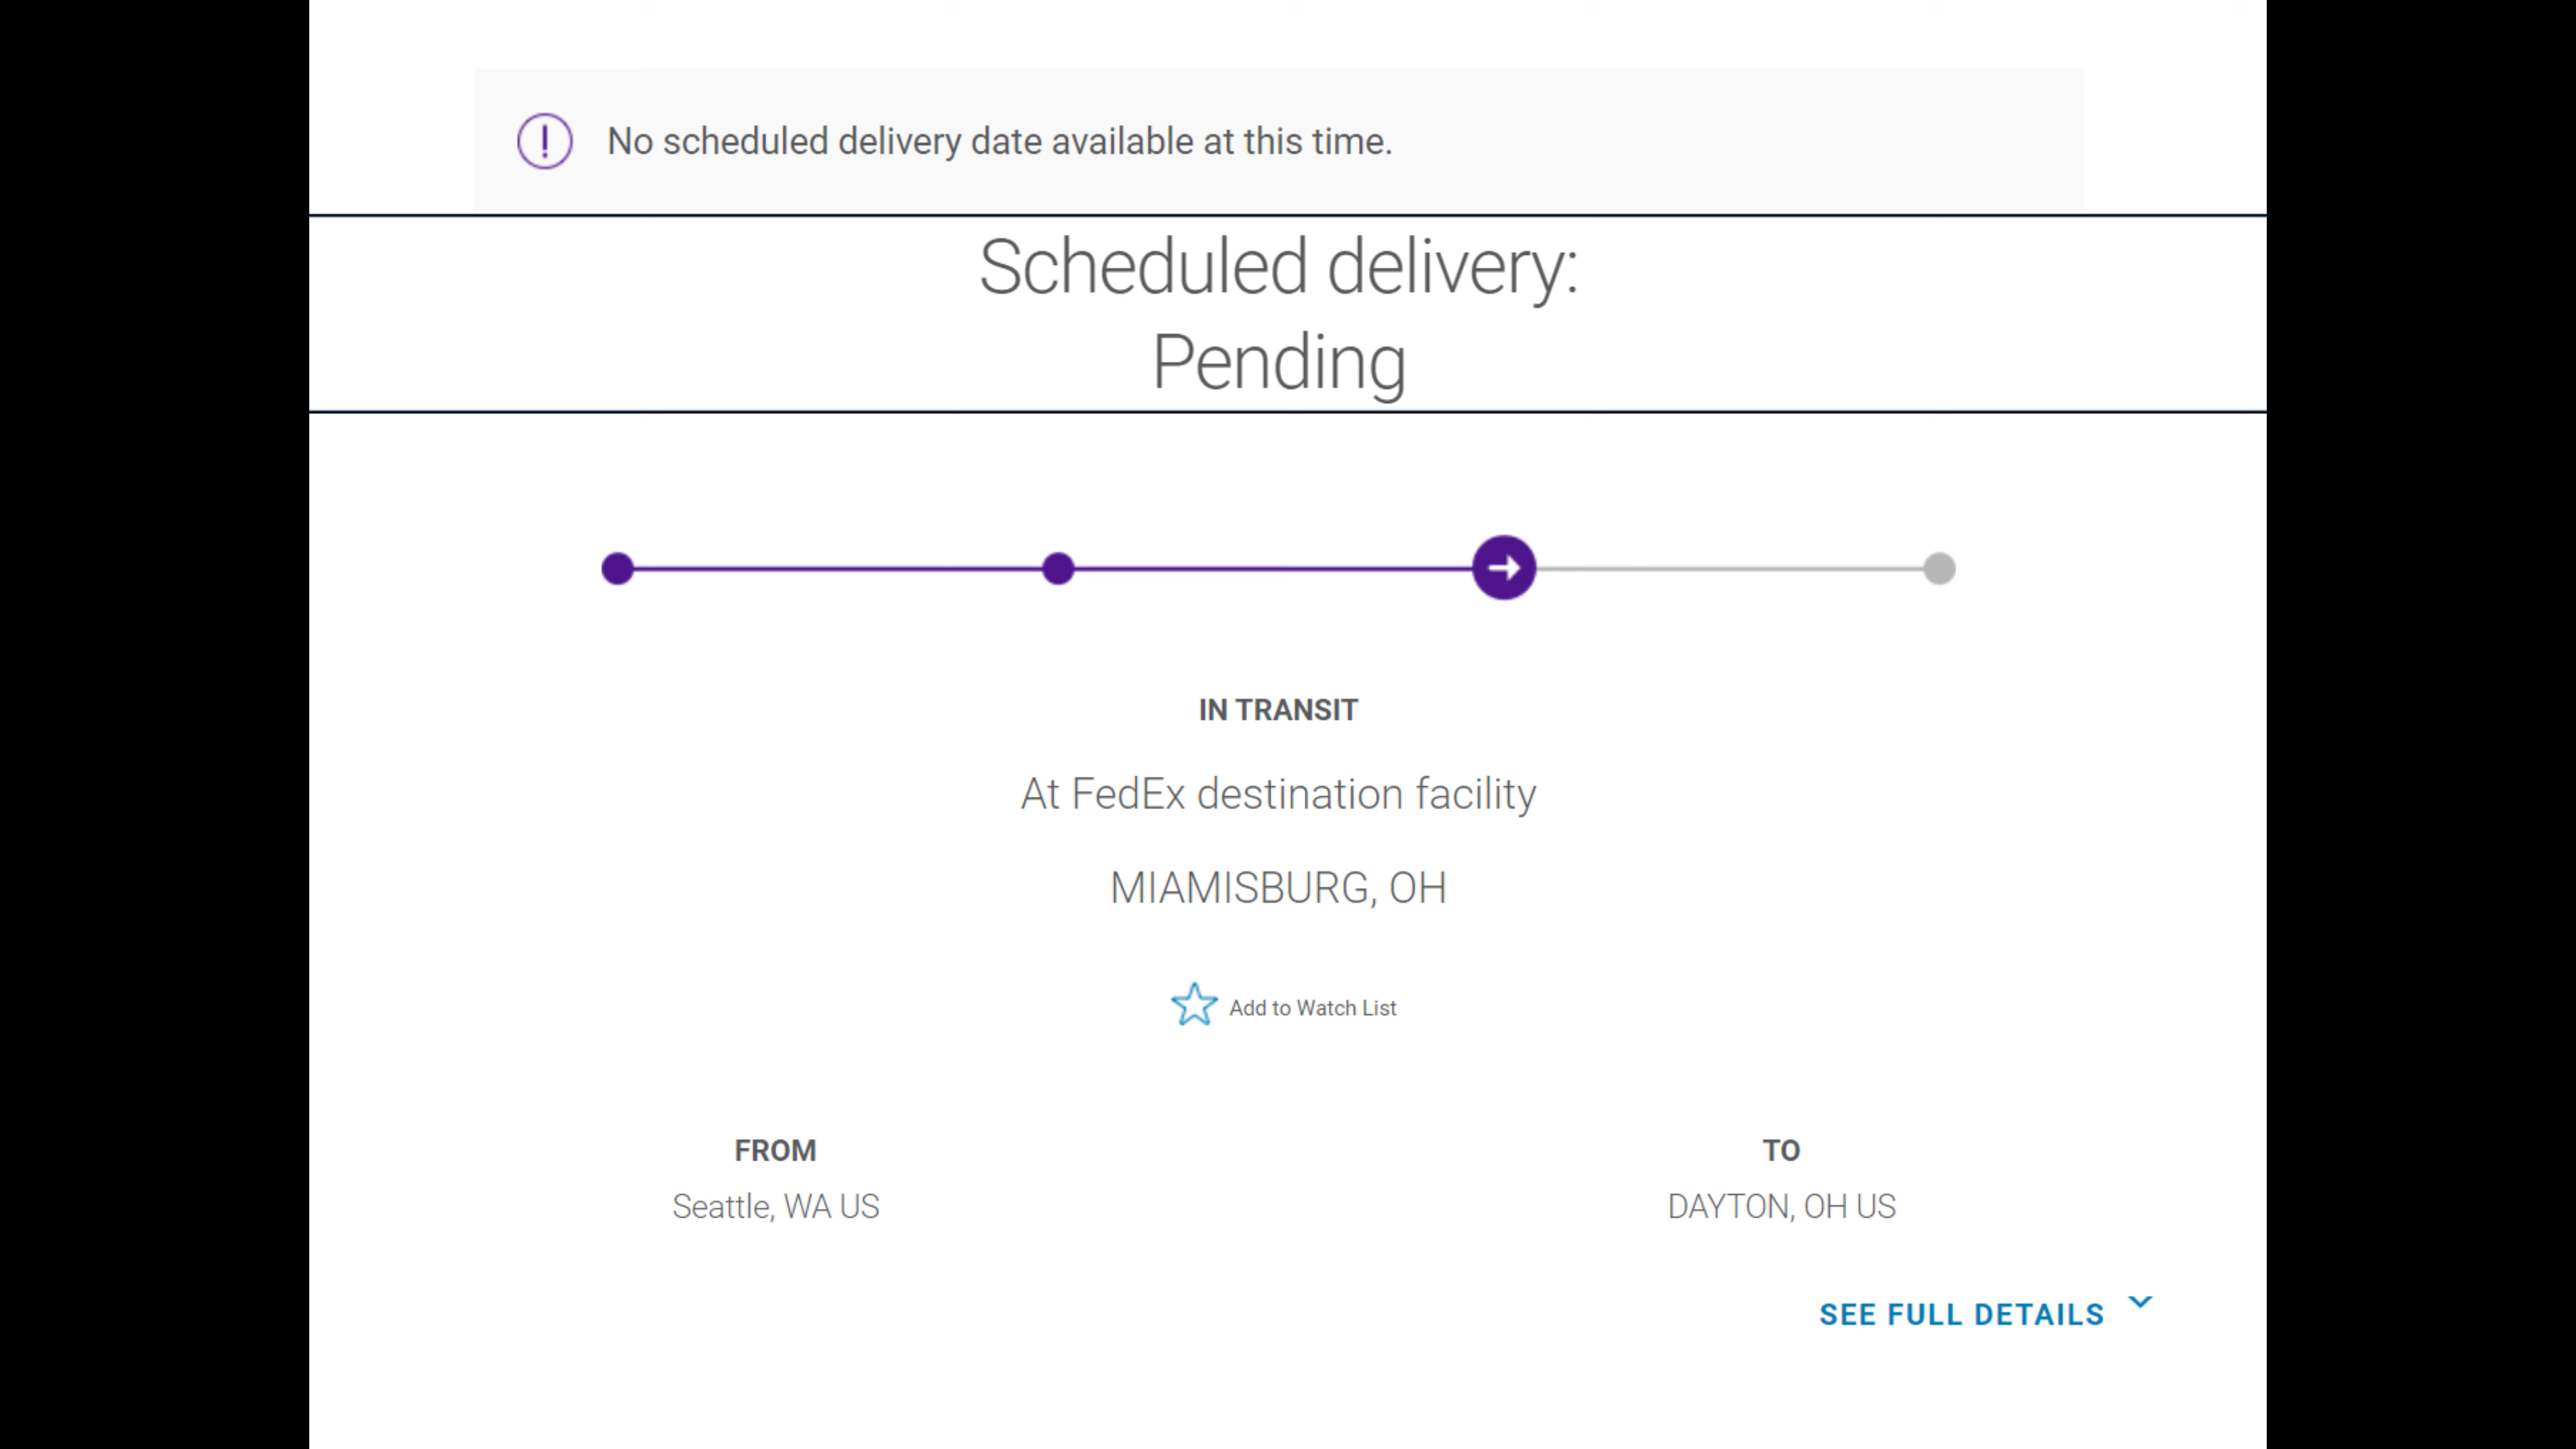 No scheduled delivery date available at this time.
Scheduled delivery:
Pending
IN TRANSIT
At FedEx destination facility
MIAMISBURG, OH
Add to Watch List
FROM
Seattle, WA US
TO
DAYTON, OH US
SEE FULL DETAILS